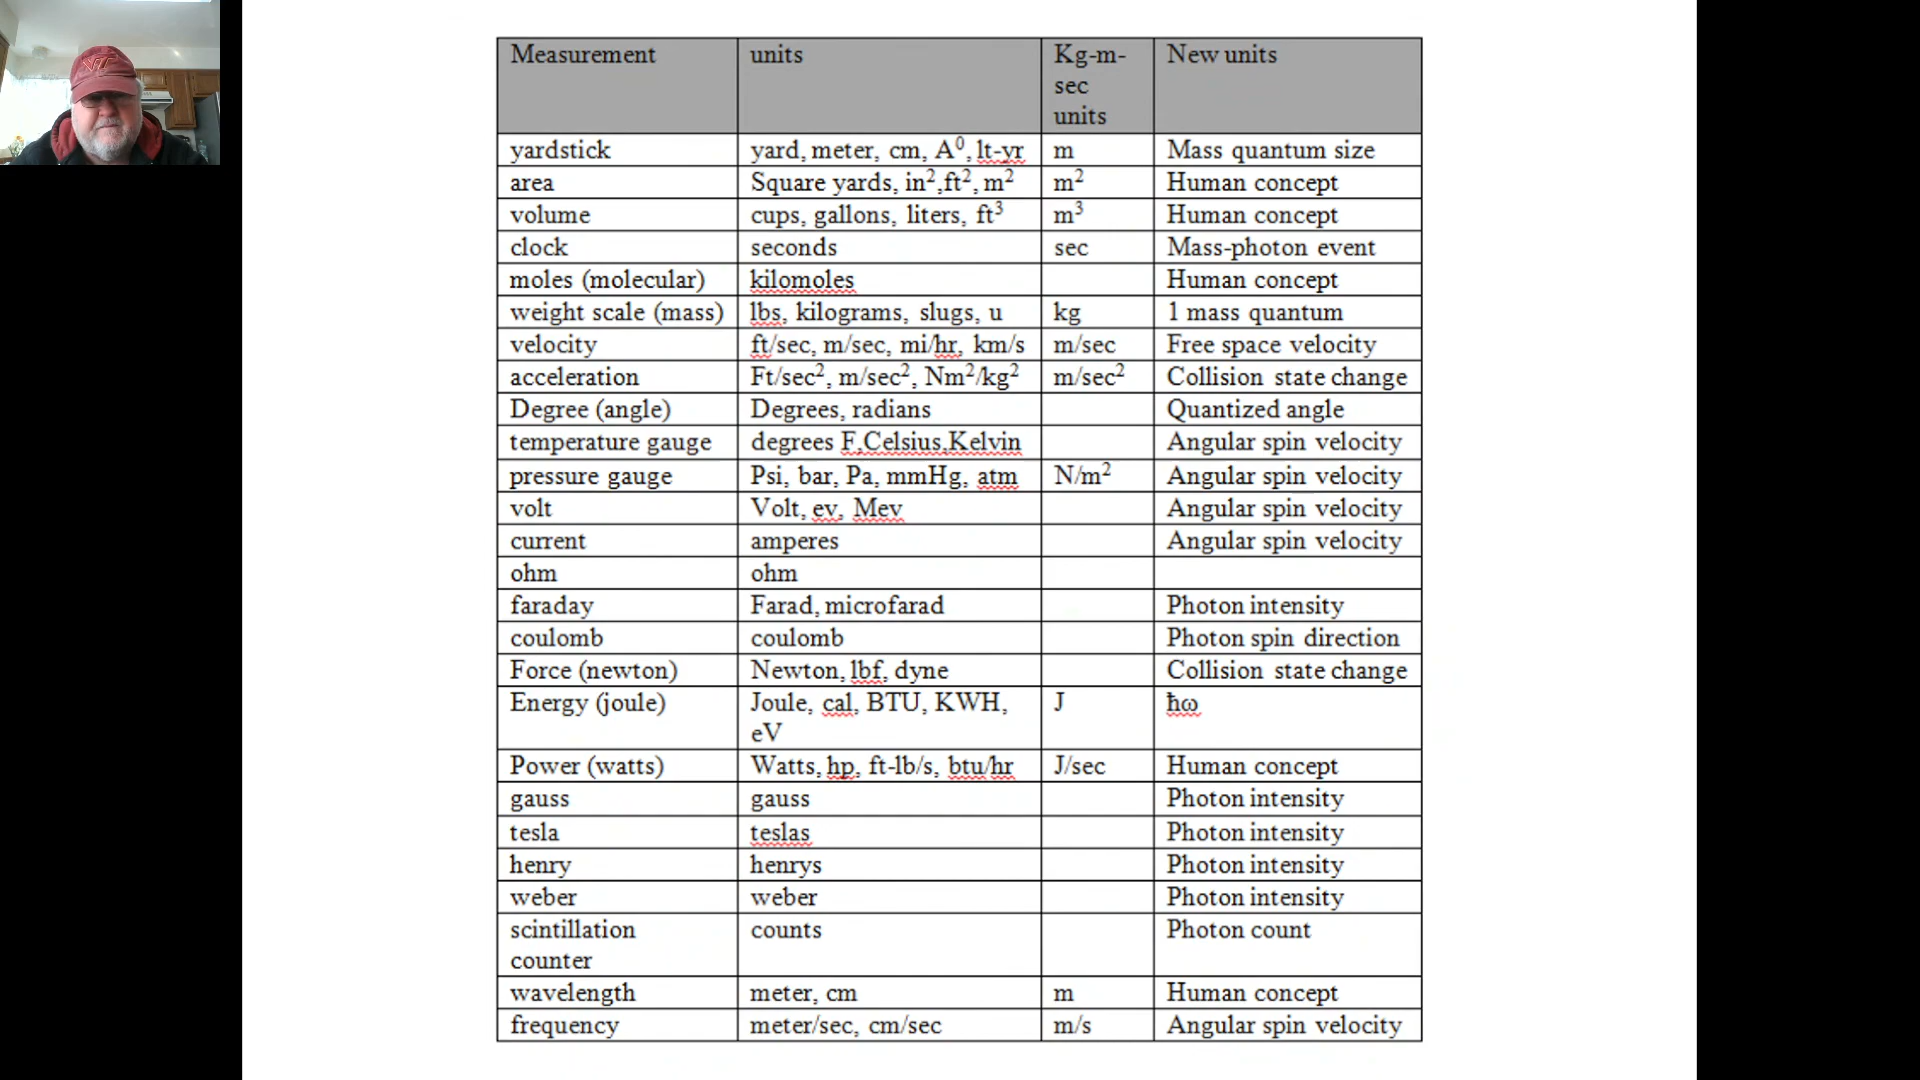 VT
Measurement units Kg-m- New units
sec
units
yardstick yard, meter, cm, A⁰, lt-yr m Mass quantum size
area Square yards, in²,ft², m² m² Human concept
volume cups, gallons, liters, ft³ m³ Human concept
clock seconds sec Mass-photon event
moles (molecular) kilomoles Human concept
weight scale (mass) lbs, kilograms, slugs, u kg 1 mass quantum
velocity ft/sec, m/sec, mi/hr, km/s m/sec Free space velocity
acceleration Ft/sec², m/sec², Nm²/kg² m/sec² Collision state change
Degree (angle) Degrees, radians Quantized angle
temperature gauge degrees F,Celsius,Kelvin Angular spin velocity
pressure gauge Psi, bar, Pa, mmHg, atm N/m² Angular spin velocity
volt Volt, ev, Mev Angular spin velocity
current amperes Angular spin velocity
ohm ohm
faraday Farad, microfarad Photon intensity
coulomb coulomb Photon spin direction
Force (newton) Newton, lbf, dyne Collision state change
Energy (joule) Joule, cal, BTU, KWH, J ħω
eV
Power (watts) Watts, hp, ft-lb/s, btu/hr J/sec Human concept
gauss gauss Photon intensity
tesla teslas Photon intensity
henry henrys Photon intensity
weber weber Photon intensity
scintillation counts Photon count
counter
wavelength meter, cm m Human concept
frequency meter/sec, cm/sec m/s Angular spin velocity